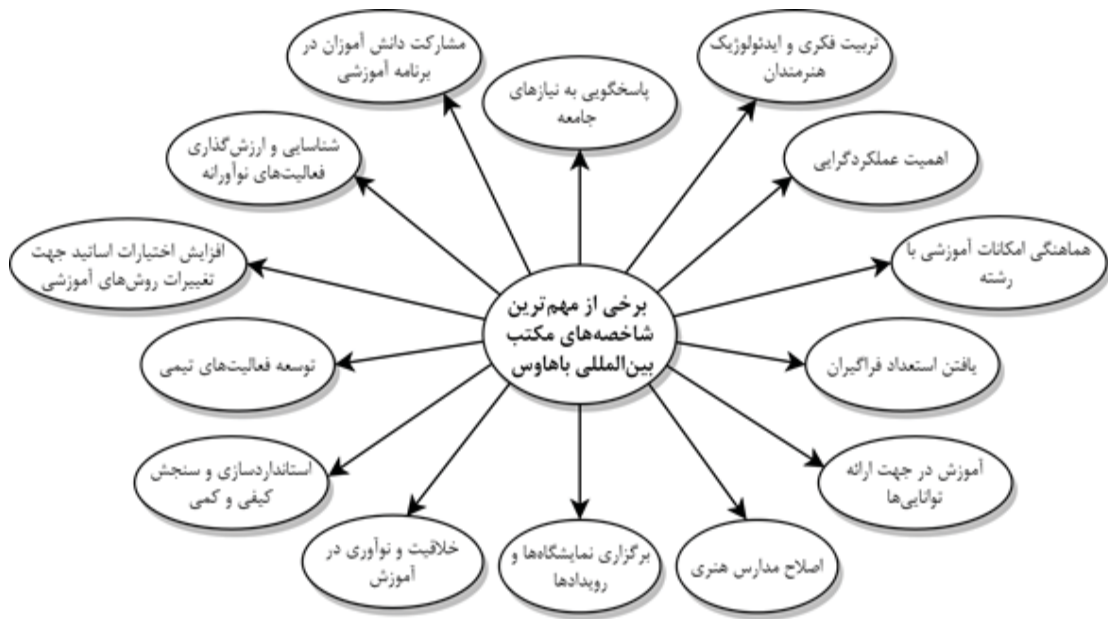 برخی از مهم‌ترین
شاخصه‌های مکتب
بین‌المللی باهاوس
پاسخگویی به نیازهای
جامعه
تربیت فکری و ایدئولوژیک
هنرمندان
اهمیت عملکردگرایی
هماهنگی امکانات آموزشی با
رشته
یافتن استعداد فراگیران
آموزش در جهت ارائه
توانایی‌ها
اصلاح مدارس هنری
برگزاری نمایشگاه‌ها و
رویدادها
خلاقیت و نوآوری در
آموزش
استانداردسازی و سنجش
کیفی و کمی
توسعه فعالیت‌های تیمی
افزایش اختیارات اساتید جهت
تغییرات روش‌های آموزشی
شناسایی و ارزش‌گذاری
فعالیت‌های نوآورانه
مشارکت دانش آموزان در
برنامه آموزشی